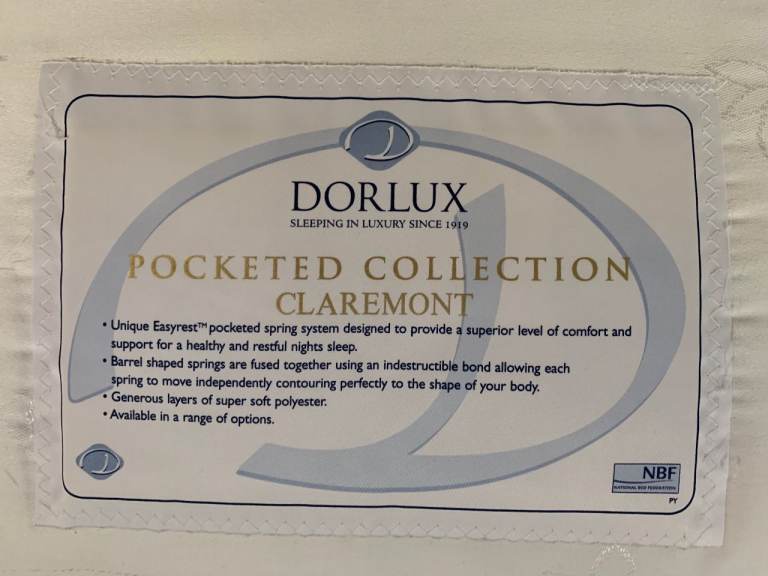 DORLUX
SLEEPING IN LUXURY SINCE 1919
POCKETED COLLECTION
CLAREMONT
• Unique Easyrest™ pocketed spring system designed to provide a superior level of comfort and
support for a healthy and restful nights sleep.
• Barrel shaped springs are fused together using an indestructible bond allowing each
spring to move independently contouring perfectly to the shape of your body.
• Generous layers of super soft polyester.
• Available in a range of options.
NBF
NATIONAL BED FEDERATION
PY